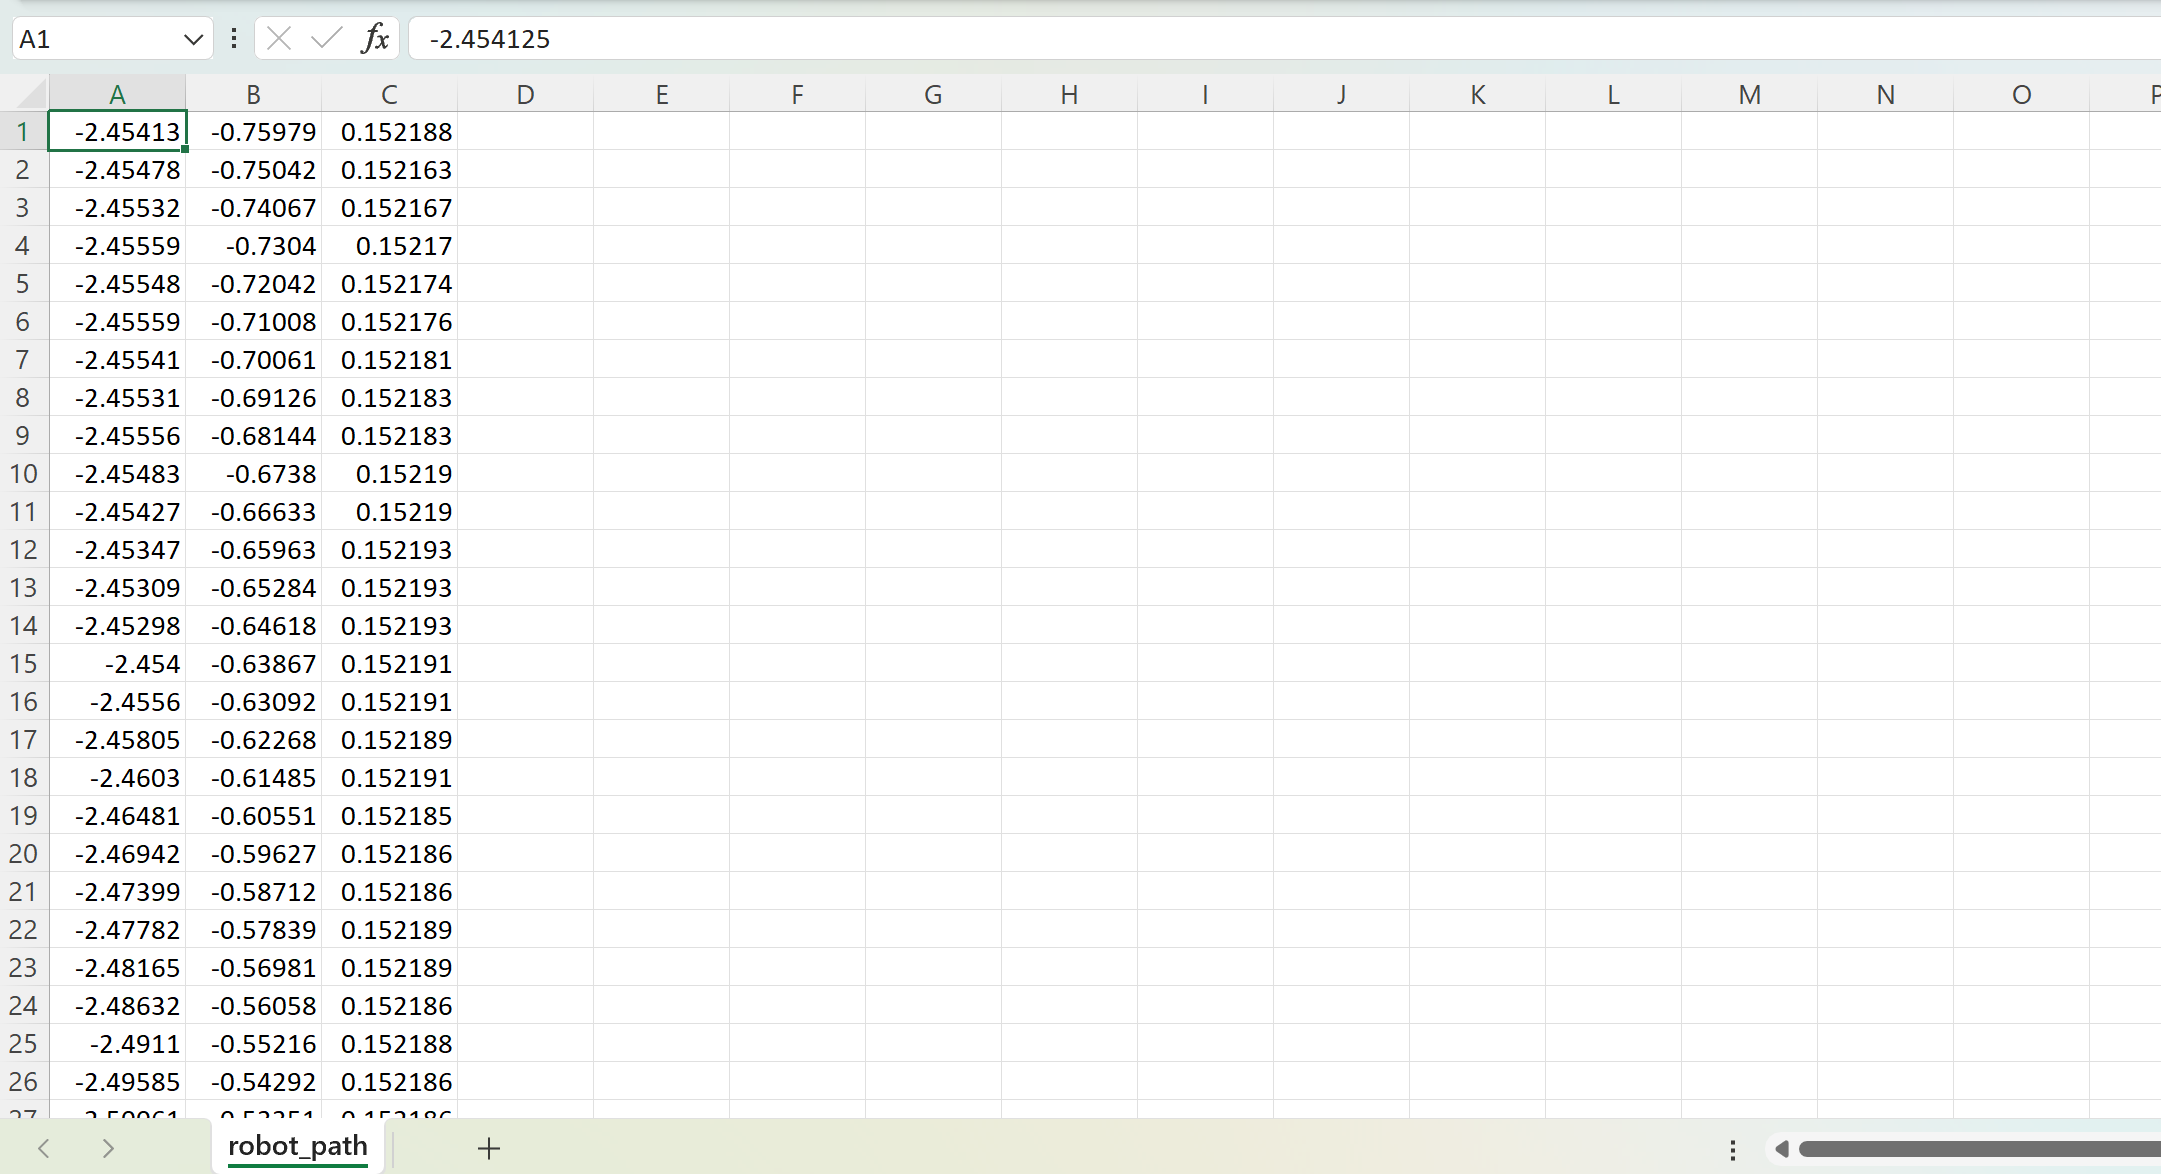 A1 fx -2.454125
A B C D E F G H I J K L M N O P
1 -2.45413 -0.75979 0.152188
2 -2.45478 -0.75042 0.152163
3 -2.45532 -0.74067 0.152167
4 -2.45559 -0.7304 0.15217
5 -2.45548 -0.72042 0.152174
6 -2.45559 -0.71008 0.152176
7 -2.45541 -0.70061 0.152181
8 -2.45531 -0.69126 0.152183
9 -2.45556 -0.68144 0.152183
10 -2.45483 -0.6738 0.15219
11 -2.45427 -0.66633 0.15219
12 -2.45347 -0.65963 0.152193
13 -2.45309 -0.65284 0.152193
14 -2.45298 -0.64618 0.152193
15 -2.454 -0.63867 0.152191
16 -2.4556 -0.63092 0.152191
17 -2.45805 -0.62268 0.152189
18 -2.4603 -0.61485 0.152191
19 -2.46481 -0.60551 0.152185
20 -2.46942 -0.59627 0.152186
21 -2.47399 -0.58712 0.152186
22 -2.47782 -0.57839 0.152189
23 -2.48165 -0.56981 0.152189
24 -2.48632 -0.56058 0.152186
25 -2.4911 -0.55216 0.152188
26 -2.49585 -0.54292 0.152186
27
robot_path